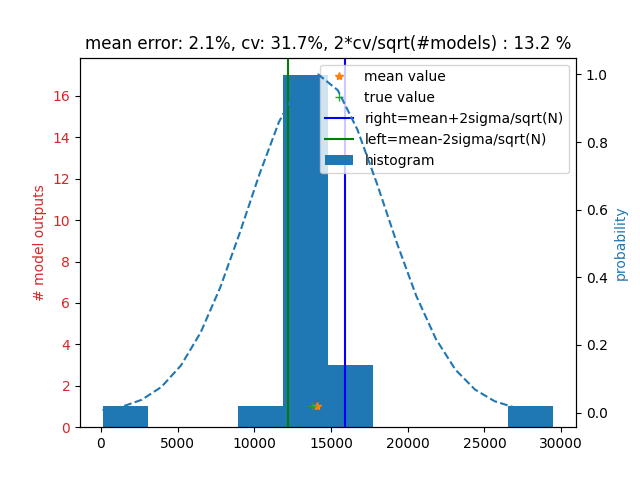 mean error: 2.1%, cv: 31.7%, 2*cv/sqrt(#models) : 13.2 %
mean value
true value
right=mean+2sigma/sqrt(N)
left=mean-2sigma/sqrt(N)
histogram
# model outputs
16
14
12
10
8
6
4
2
0
1.0
0.8
0.6
0.4
0.2
0.0
probability
0
5000
10000
15000
20000
25000
30000